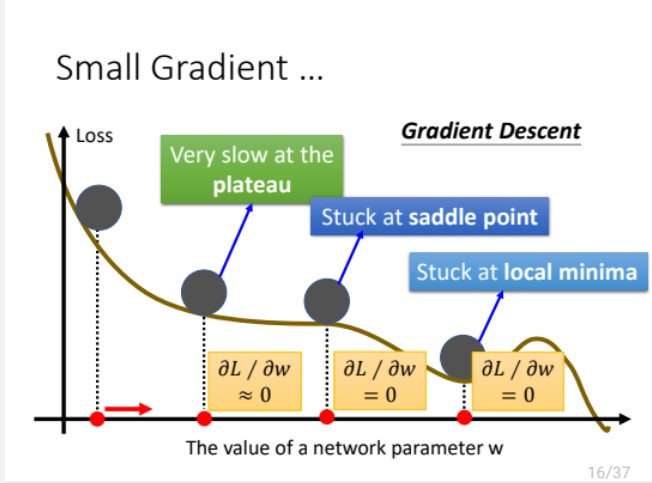 Small Gradient ...
Loss
Gradient Descent
Very slow at the
plateau
Stuck at saddle point
Stuck at local minima
∂L / ∂w
≈ 0
∂L / ∂w
= 0
∂L / ∂w
= 0
The value of a network parameter w
16/37